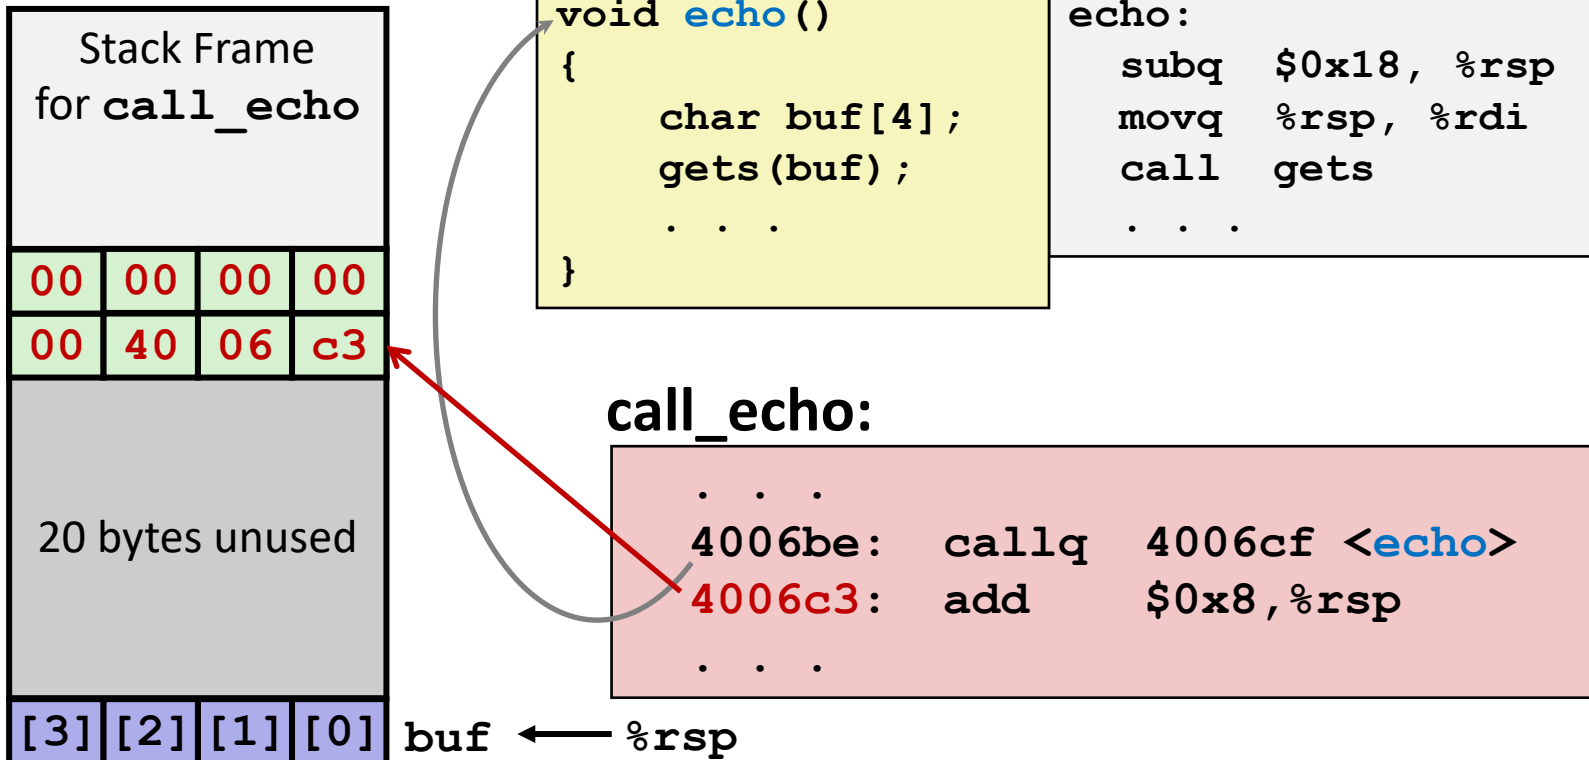 Stack Frame
for call_echo
00 00 00 00
00 40 06 c3
20 bytes unused
[3] [2] [1] [0] buf %rsp
void echo()
{
char buf[4];
gets(buf);
. . .
}
echo:
subq $0x18, %rsp
movq %rsp, %rdi
call gets
. . .
call_echo:
. . .
4006be: callq 4006cf <echo>
4006c3: add $0x8,%rsp
. . .